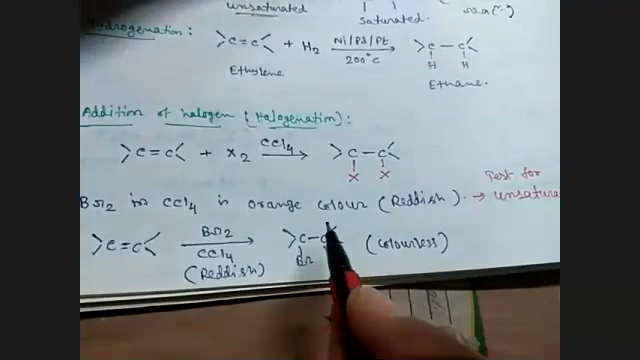 unsaturated
Saturated.
Hydrogenation:
>C=C< + H2 Ni/Pd/Pt 200°C >C-C<
H H
Ethylene
Ethane.
Addition of halogen (Halogenation):
>C=C< + X2 CCl4 >C-C<
X X
Br2 in CCl4 is orange colour (Reddish). → Test for
>C=C< Br2 CCl4 (Reddish) >C-C (colourless)
Br